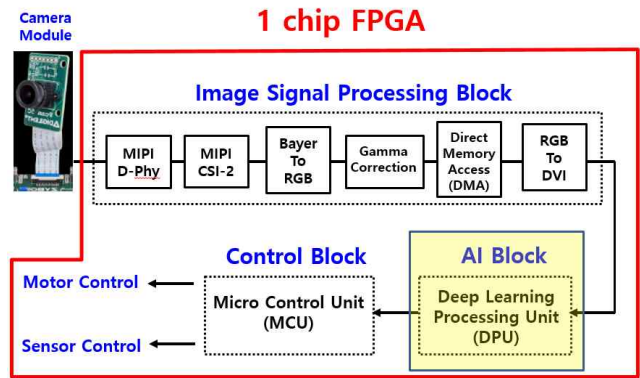 1 chip FPGA
Camera
Module
Image Signal Processing Block
MIPI
D-Phy
MIPI
CSI-2
Bayer
To
RGB
Gamma
Correction
Direct
Memory
Access
(DMA)
RGB
To
DVI
Control Block
AI Block
Motor Control
Sensor Control
Micro Control Unit
(MCU)
Deep Learning
Processing Unit
(DPU)